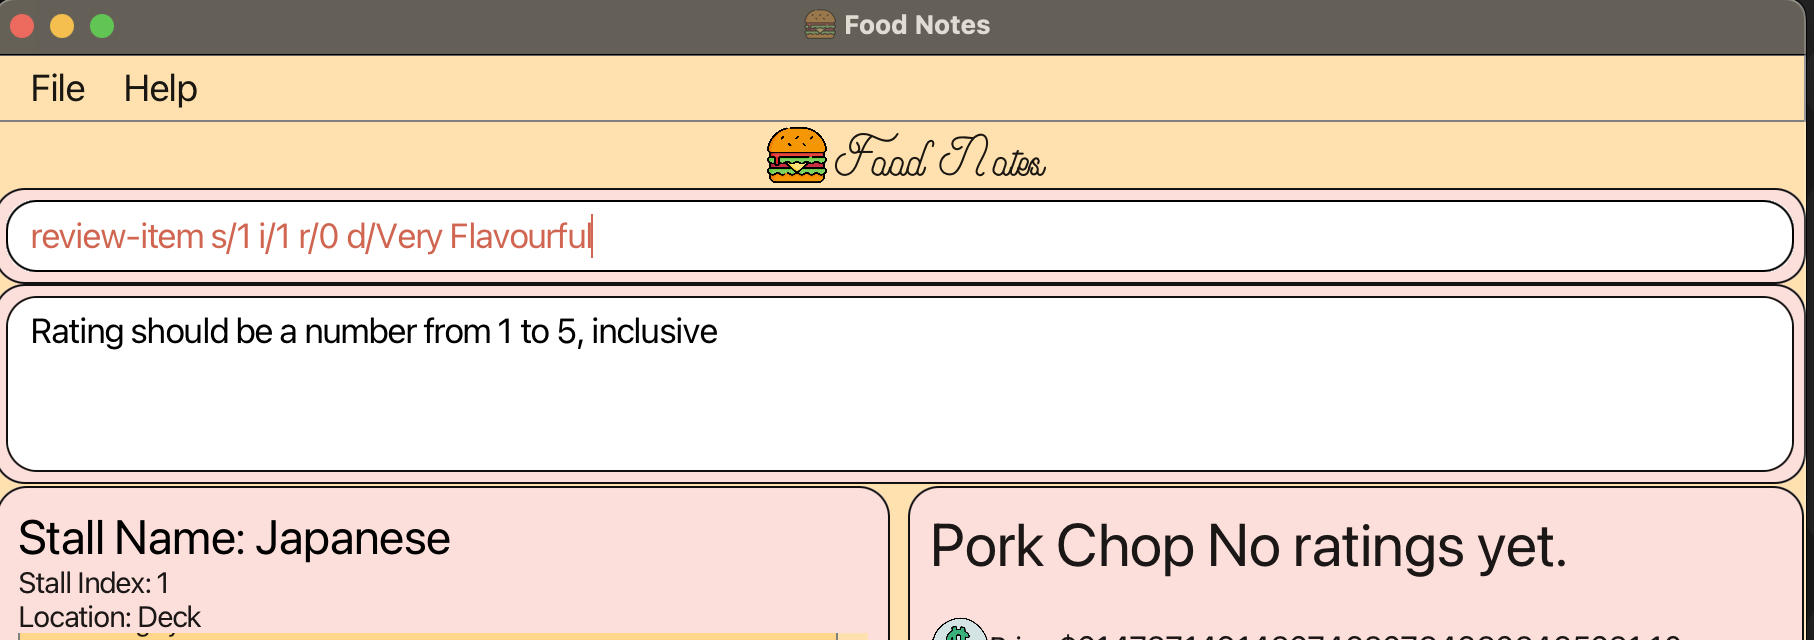 Food Notes
File Help
Food Notes
review-item s/1 i/1 r/0 d/Very Flavourful
Rating should be a number from 1 to 5, inclusive
Stall Name: Japanese
Stall Index: 1
Location: Deck
Pork Chop No ratings yet.